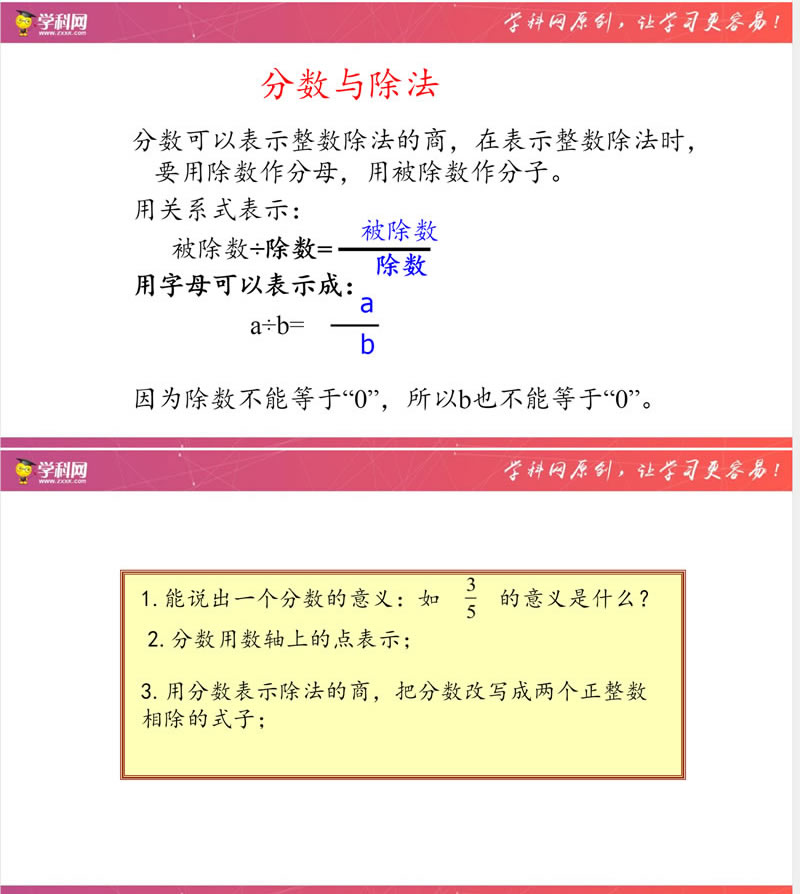 学科网
www.zxxk.com
学科网原创，让学习更容易！
分数与除法
分数可以表示整数除法的商，在表示整数除法时，
要用除数作分母，用被除数作分子。
用关系式表示：
被除数
被除数÷除数=
除数
用字母可以表示成：
a
a÷b=
b
因为除数不能等于“0”，所以b也不能等于“0”。
学科网
www.zxxk.com
学科网原创，让学习更容易！
1.能说出一个分数的意义：如 3/5 的意义是什么？
2.分数用数轴上的点表示；
3.用分数表示除法的商，把分数改写成两个正整数
相除的式子；